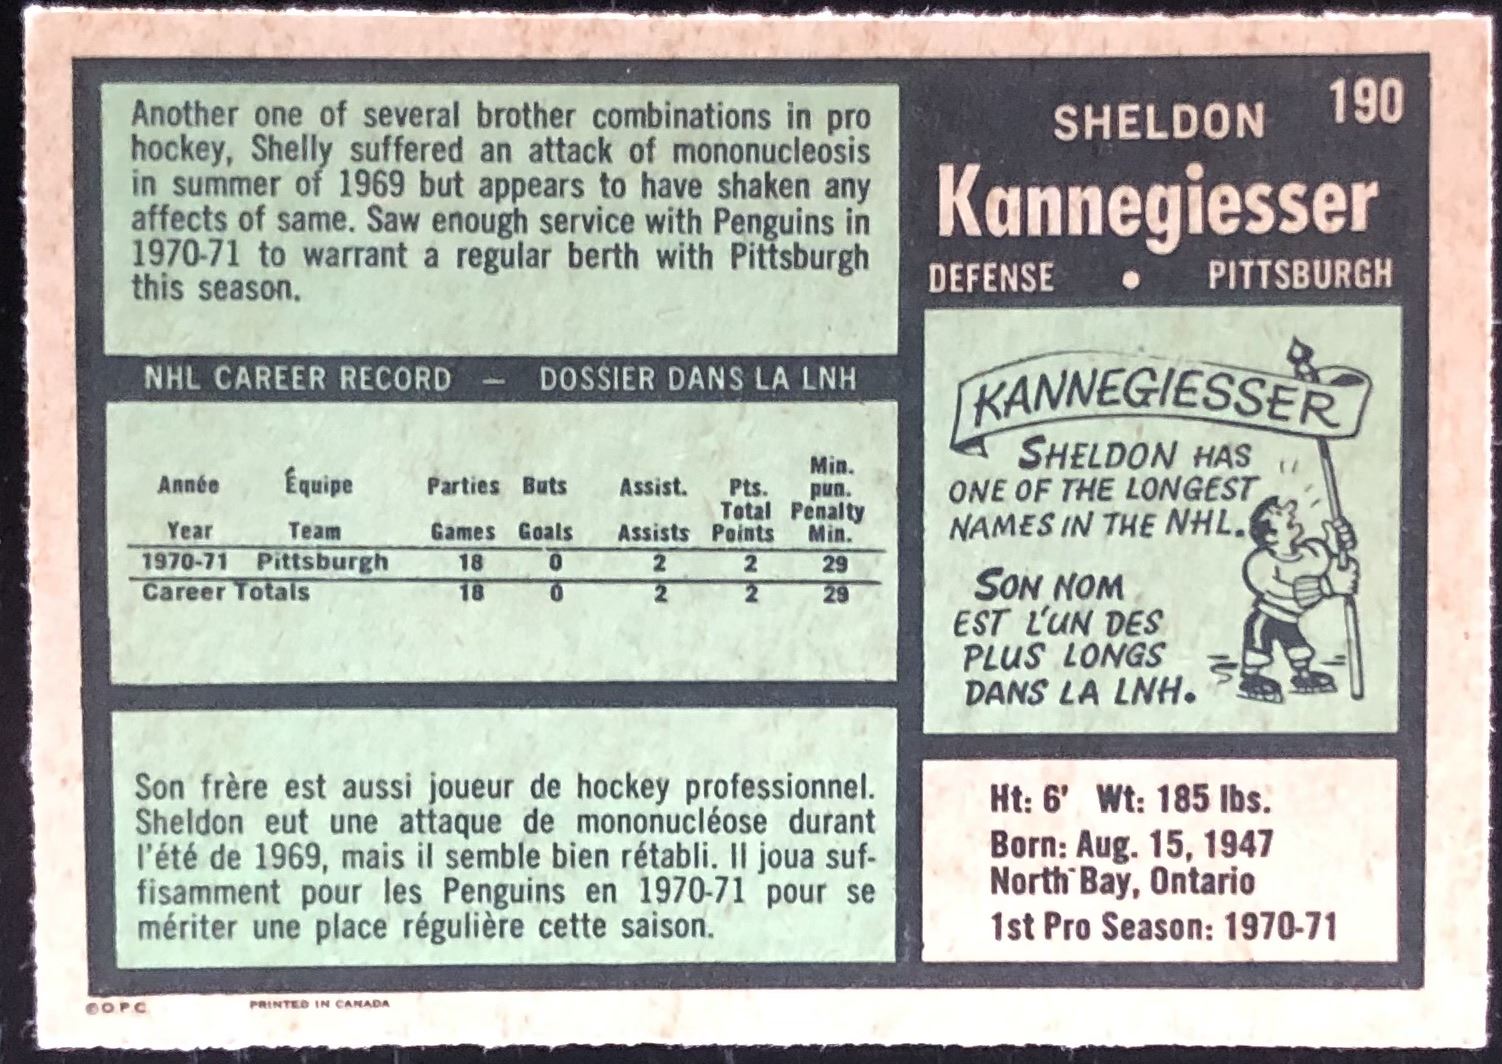 Another one of several brother combinations in pro
hockey, Shelly suffered an attack of mononucleosis
in summer of 1969 but appears to have shaken any
affects of same. Saw enough service with Penguins in
1970-71 to warrant a regular berth with Pittsburgh
this season.
NHL CAREER RECORD — DOSSIER DANS LA LNH
Année Équipe Parties Buts Assist. Pts. Min. pun.
Year Team Games Goals Assists Total Points Penalty Min.
1970-71 Pittsburgh 18 0 2 2 29
Career Totals 18 0 2 2 29
Son frère est aussi joueur de hockey professionnel.
Sheldon eut une attaque de mononucléose durant
l'été de 1969, mais il semble bien rétabli. Il joua suf-
fisamment pour les Penguins en 1970-71 pour se
mériter une place régulière cette saison.
190
SHELDON
Kannegiesser
DEFENSE • PITTSBURGH
KANNEGIESSER
SHELDON HAS
ONE OF THE LONGEST
NAMES IN THE NHL.
SON NOM
EST L'UN DES
PLUS LONGS
DANS LA LNH.
Ht: 6' Wt: 185 lbs.
Born: Aug. 15, 1947
North Bay, Ontario
1st Pro Season: 1970-71
©O.P.C. PRINTED IN CANADA